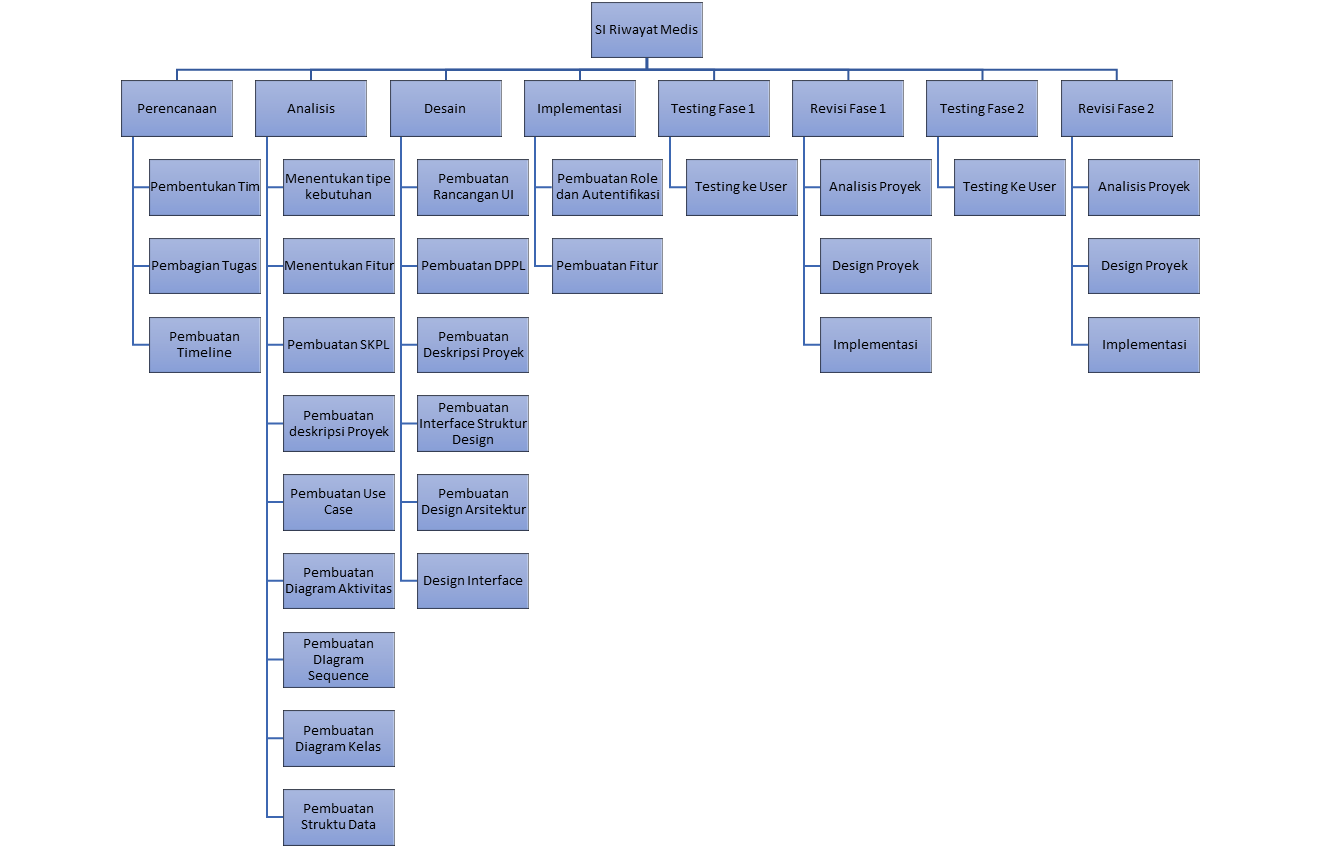 SI Riwayat Medis
Perencanaan
Pembentukan Tim
Pembagian Tugas
Pembuatan
Timeline
Analisis
Menentukan tipe
kebutuhan
Menentukan Fitur
Pembuatan SKPL
Pembuatan
deskripsi Proyek
Pembuatan Use
Case
Pembuatan
Diagram Aktivitas
Pembuatan
DIagram
Sequence
Pembuatan
Diagram Kelas
Pembuatan
Struktu Data
Desain
Pembuatan
Rancangan UI
Pembuatan DPPL
Pembuatan
Deskripsi Proyek
Pembuatan
Interface Struktur
Design
Pembuatan
Design Arsitektur
Design Interface
Implementasi
Pembuatan Role
dan Autentifikasi
Pembuatan Fitur
Testing Fase 1
Testing ke User
Revisi Fase 1
Analisis Proyek
Design Proyek
Implementasi
Testing Fase 2
Testing Ke User
Revisi Fase 2
Analisis Proyek
Design Proyek
Implementasi